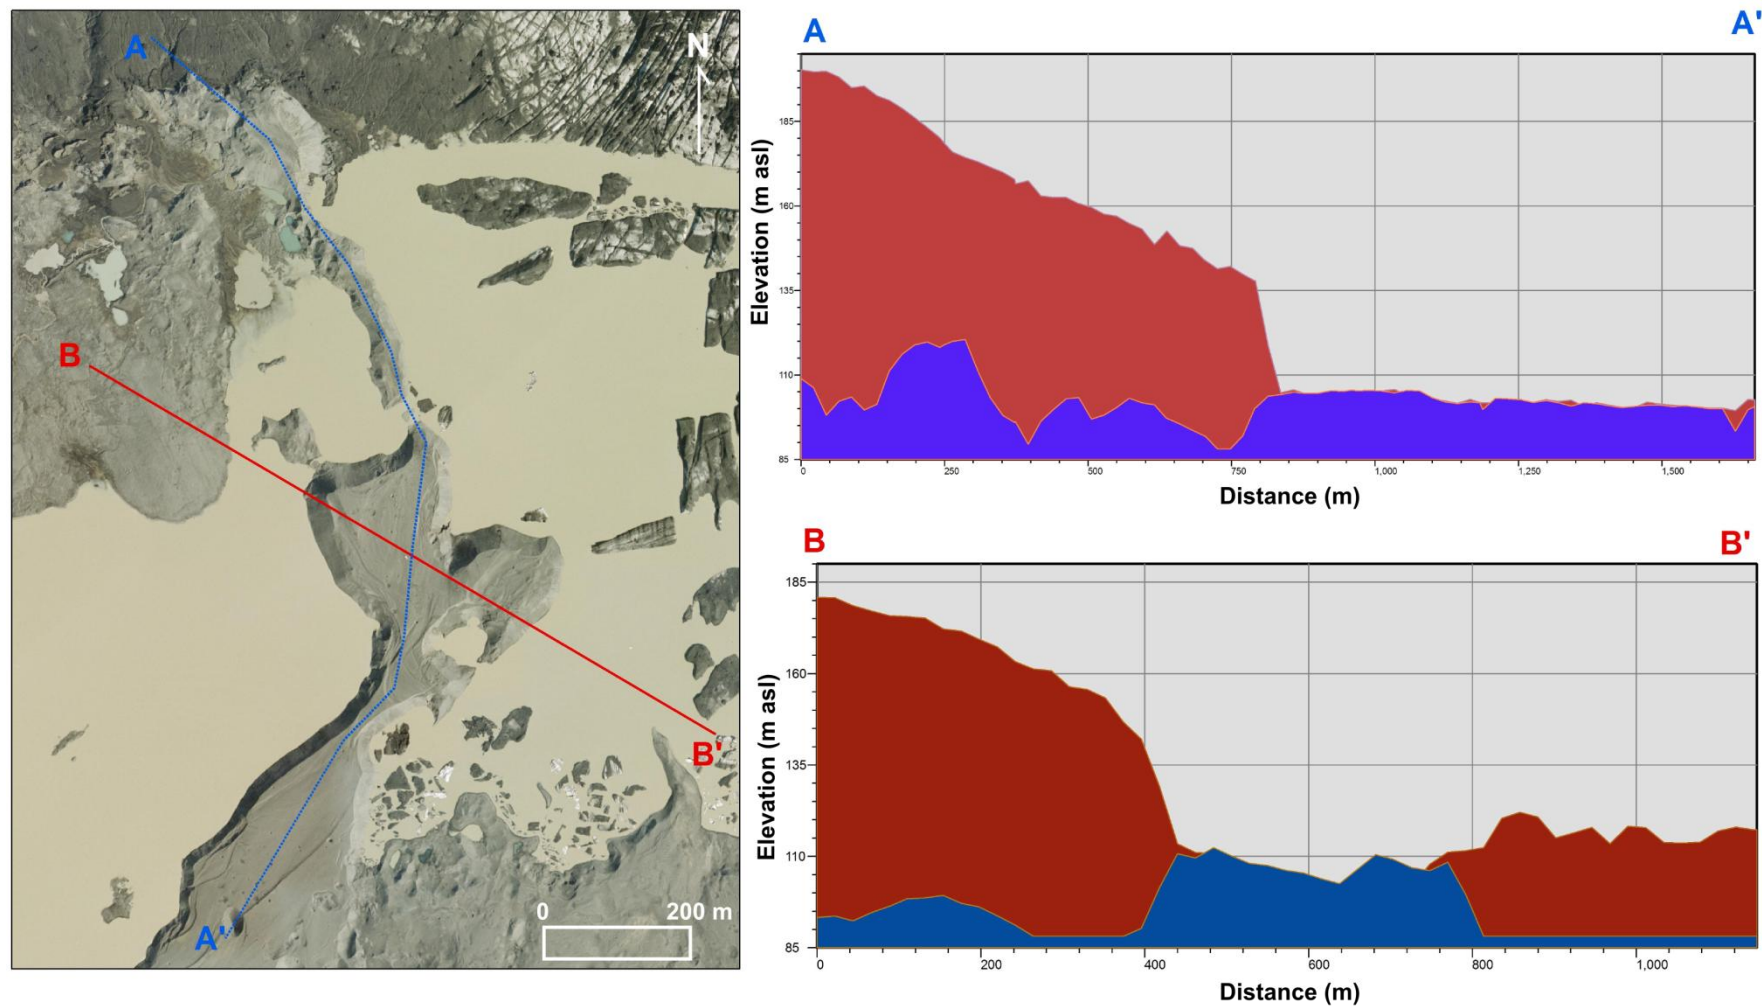 A
N
B
B'
0 200 m
A'
A A'
Elevation (m asl)
185
160
135
110
85
0 250 500 750 1,000 1,250 1,500
Distance (m)
B B'
Elevation (m asl)
185
160
135
110
85
0 200 400 600 800 1,000
Distance (m)